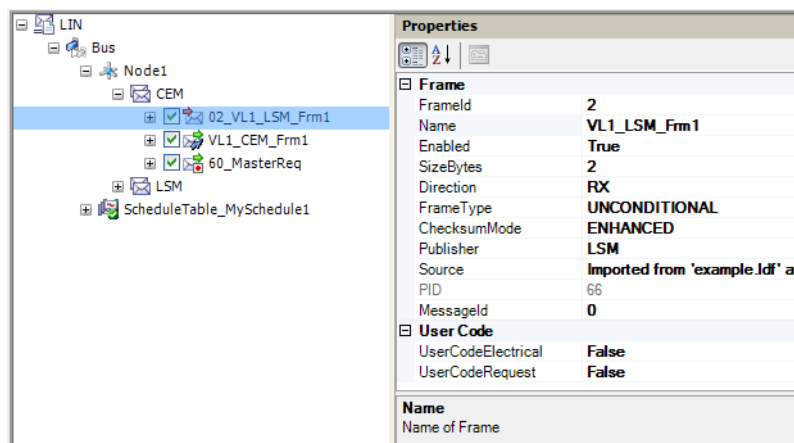 LIN
Bus
Node1
CEM
02_VL1_LSM_Frm1
VL1_CEM_Frm1
60_MasterReq
LSM
ScheduleTable_MySchedule1
Properties
Frame
FrameId 2
Name VL1_LSM_Frm1
Enabled True
SizeBytes 2
Direction RX
FrameType UNCONDITIONAL
ChecksumMode ENHANCED
Publisher LSM
Source Imported from 'example.ldf' a
PID 66
MessageId 0
User Code
UserCodeElectrical False
UserCodeRequest False
Name
Name of Frame